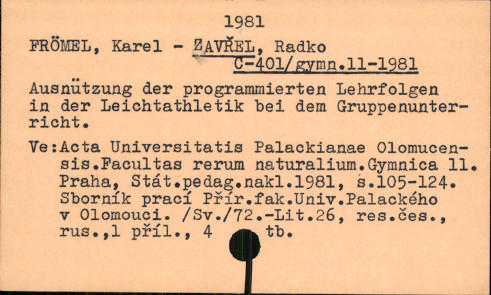 1981
FRÖMEL, Karel - ZAVŘEL, Radko
C-401/gymn.11-1981
Ausnützung der programmierten Lehrfolgen
in der Leichtathletik bei dem Gruppenunter-
richt.
Ve:Acta Universitatis Palackianae Olomucen-
sis.Facultas rerum naturalium.Gymnica 11.
Praha, Stát.pedag.nakl.1981, s.105-124.
Sborník prací Přír.fak.Univ.Palackého
v Olomouci. /Sv./72.-Lit.26, res.čes.,
rus.,1 příl., 4 tb.